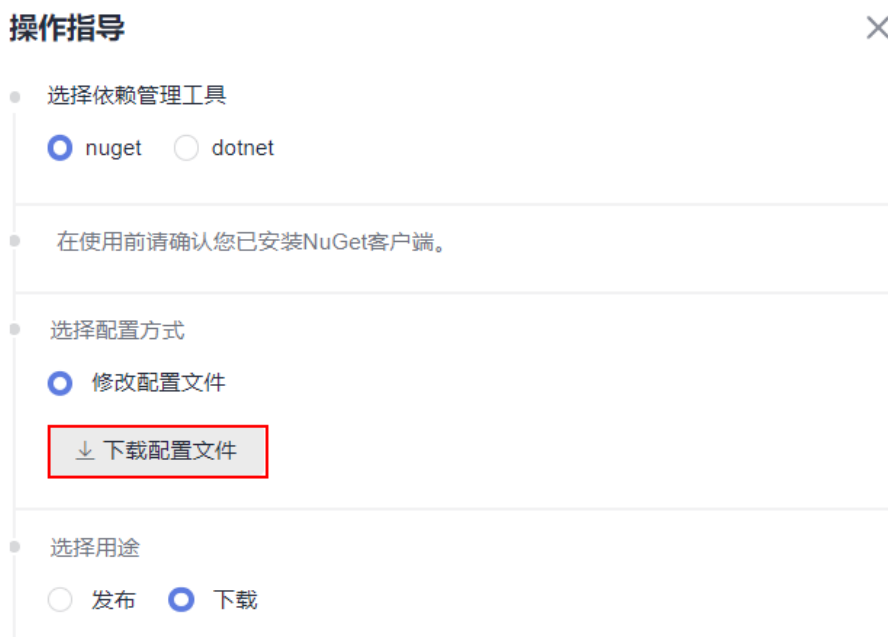 操作指导
选择依赖管理工具
nuget dotnet
在使用前请确认您已安装NuGet客户端。
选择配置方式
修改配置文件
下载配置文件
选择用途
发布 下载